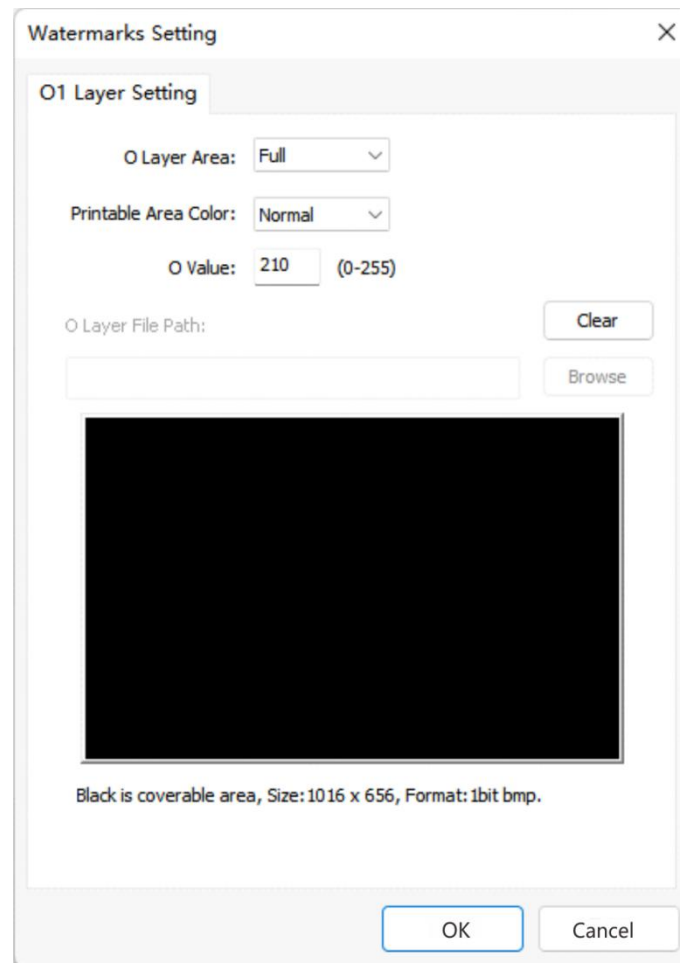 Watermarks Setting
O1 Layer Setting
O Layer Area: Full
Printable Area Color: Normal
O Value: 210 (0-255)
O Layer File Path:
Clear
Browse
Black is coverable area, Size:1016 x 656, Format:1bit bmp.
OK Cancel